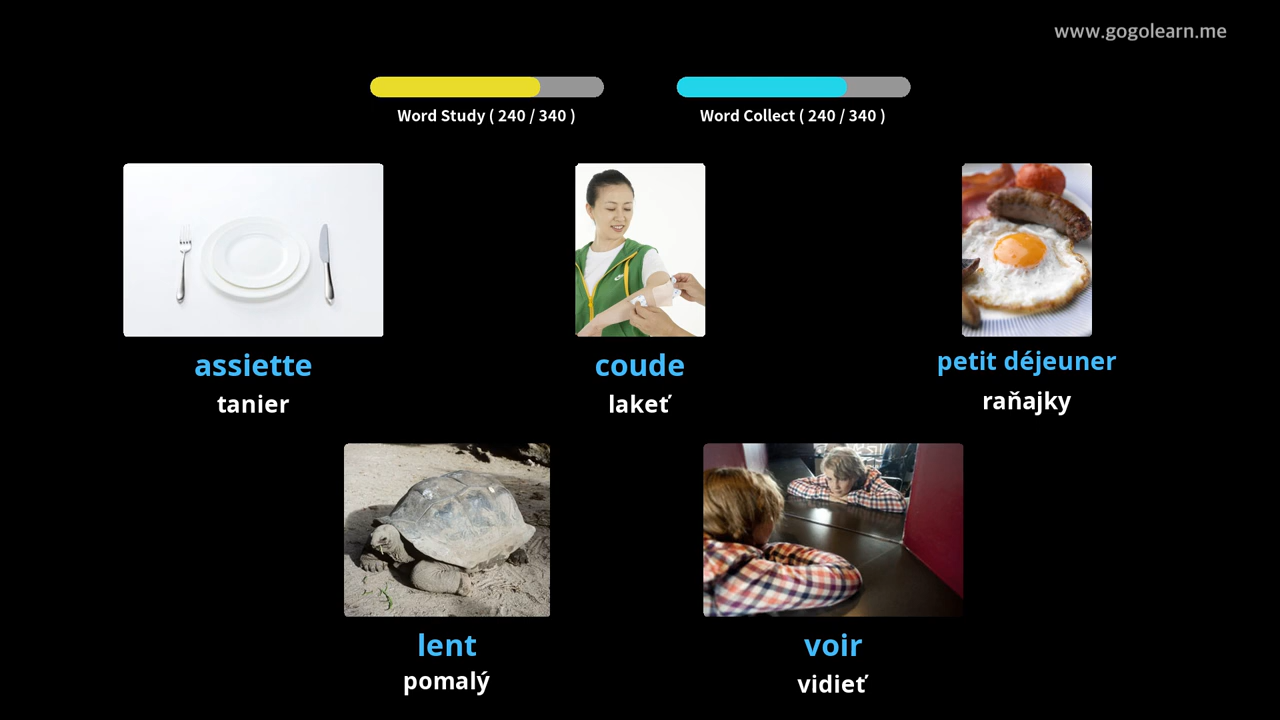 www.gogolearn.me
Word Study ( 240 / 340 )
Word Collect ( 240 / 340 )
assiette
tanier
coude
lakeť
petit déjeuner
raňajky
lent
pomalý
voir
vidieť